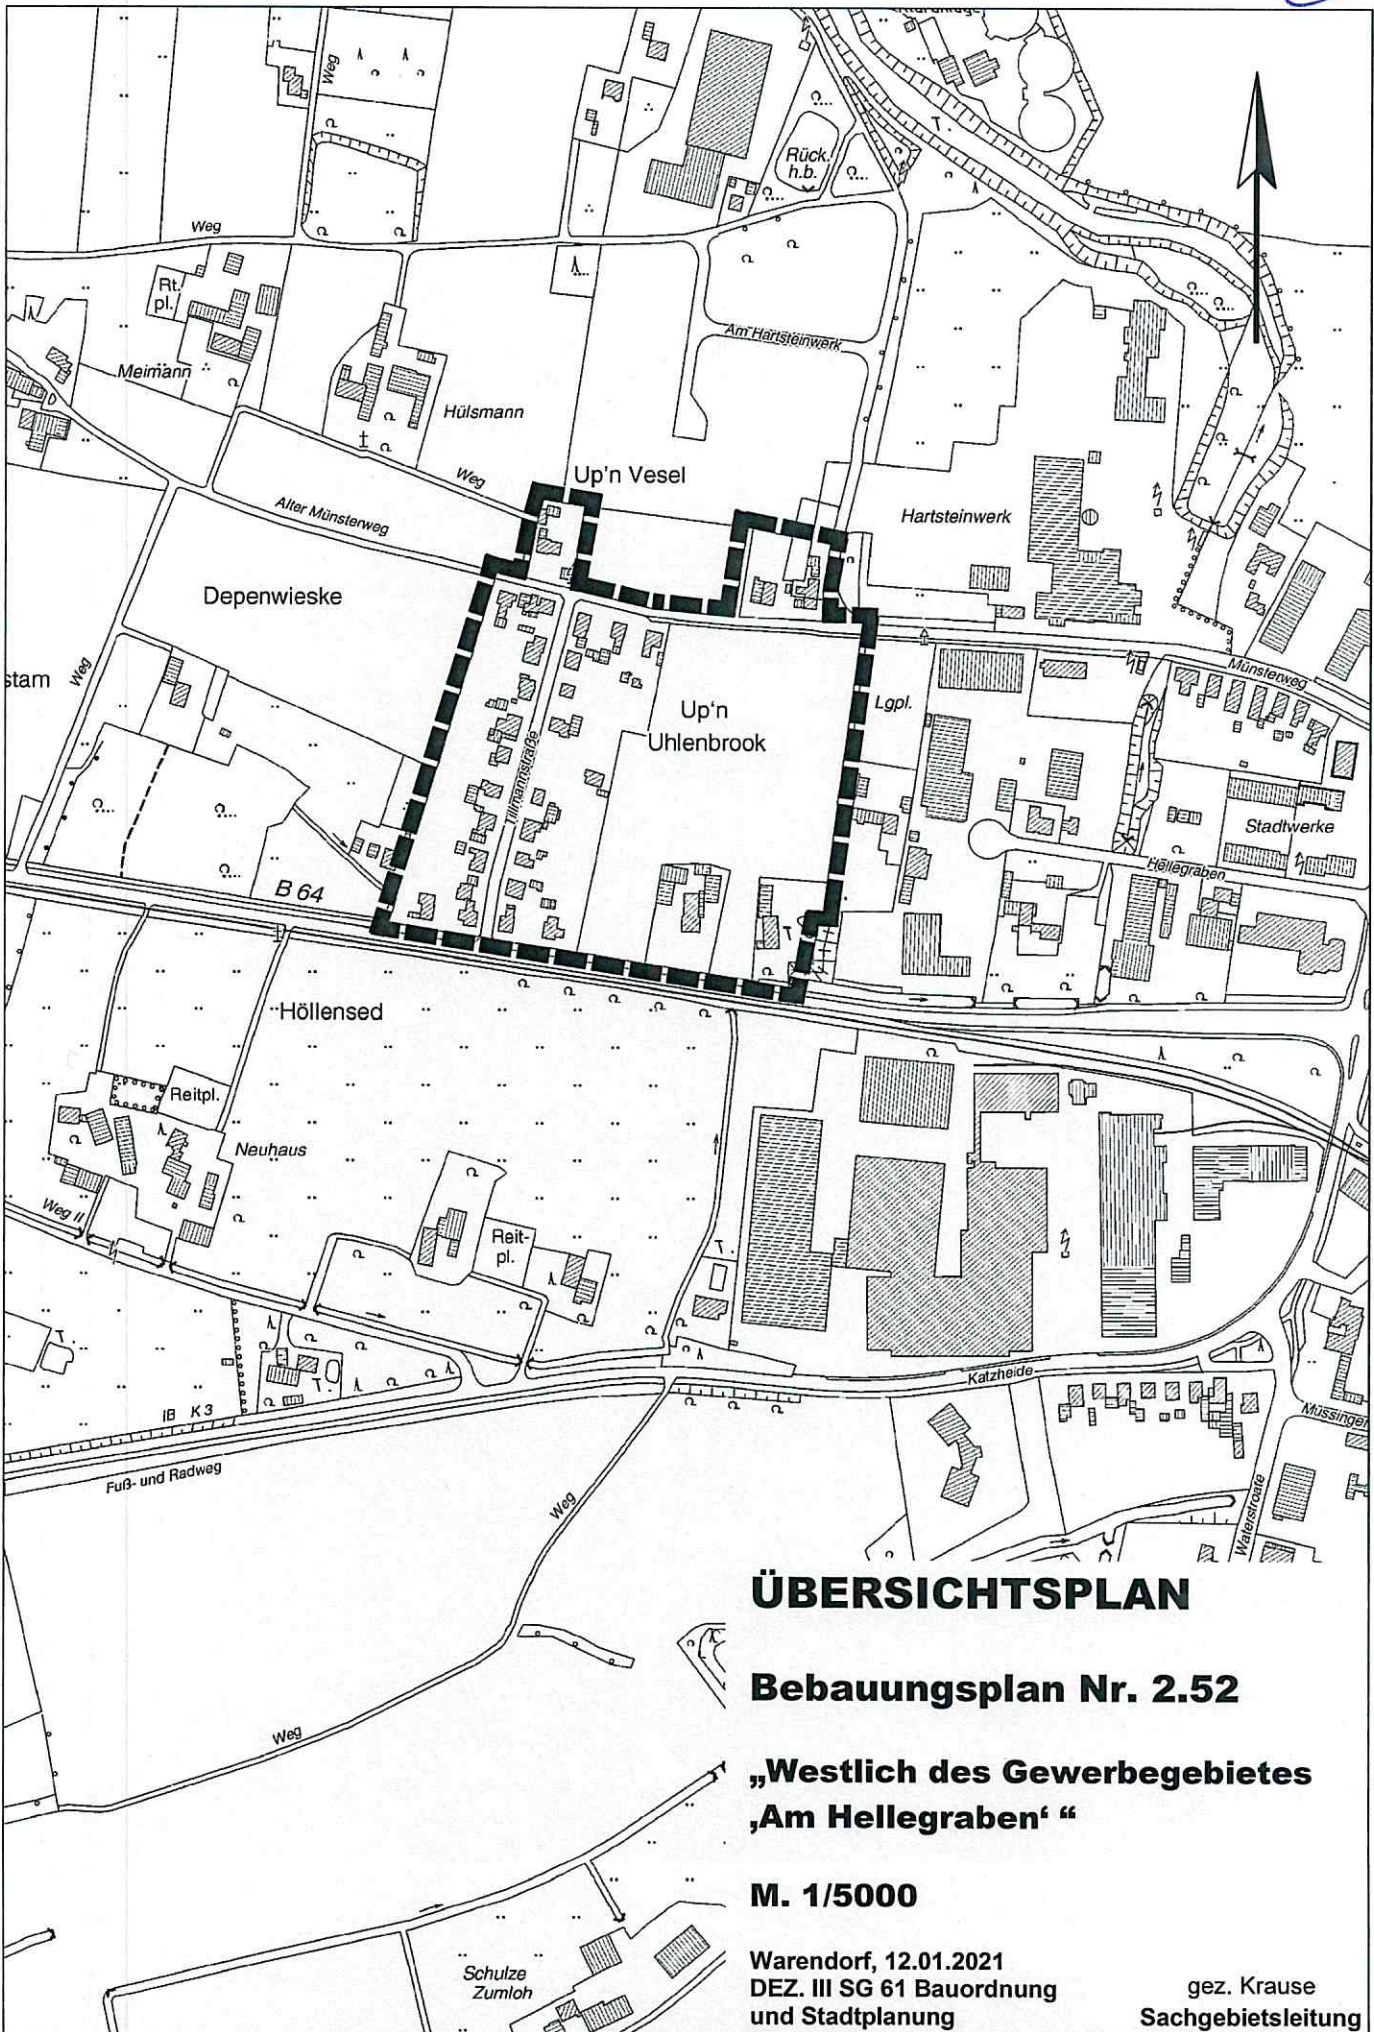 Weg
Rück.
h.b.
Weg
Rt.
pl.
Am Hartsteinwerk
Meimann
Hülsmann
Weg
Up'n Vesel
Alter Münsterweg
Hartsteinwerk
Depenwieske
stam
Weg
Münsterweg
Lgpl.
Up'n
Uhlenbrook
Tillmannstraße
Stadtwerke
Hellegraben
B 64
Höllensed
Reitpl.
Neuhaus
Weg II
Reit-
pl.
T.
T.
T.
T.
T.
Katzheide
IB K 3
Müssinger
Fuß- und Radweg
Weg
Waterstroate
Weg
Schulze
Zumloh
ÜBERSICHTSPLAN
Bebauungsplan Nr. 2.52
„Westlich des Gewerbegebietes
‚Am Hellegraben‘ “
M. 1/5000
Warendorf, 12.01.2021
DEZ. III SG 61 Bauordnung
und Stadtplanung
gez. Krause
Sachgebietsleitung